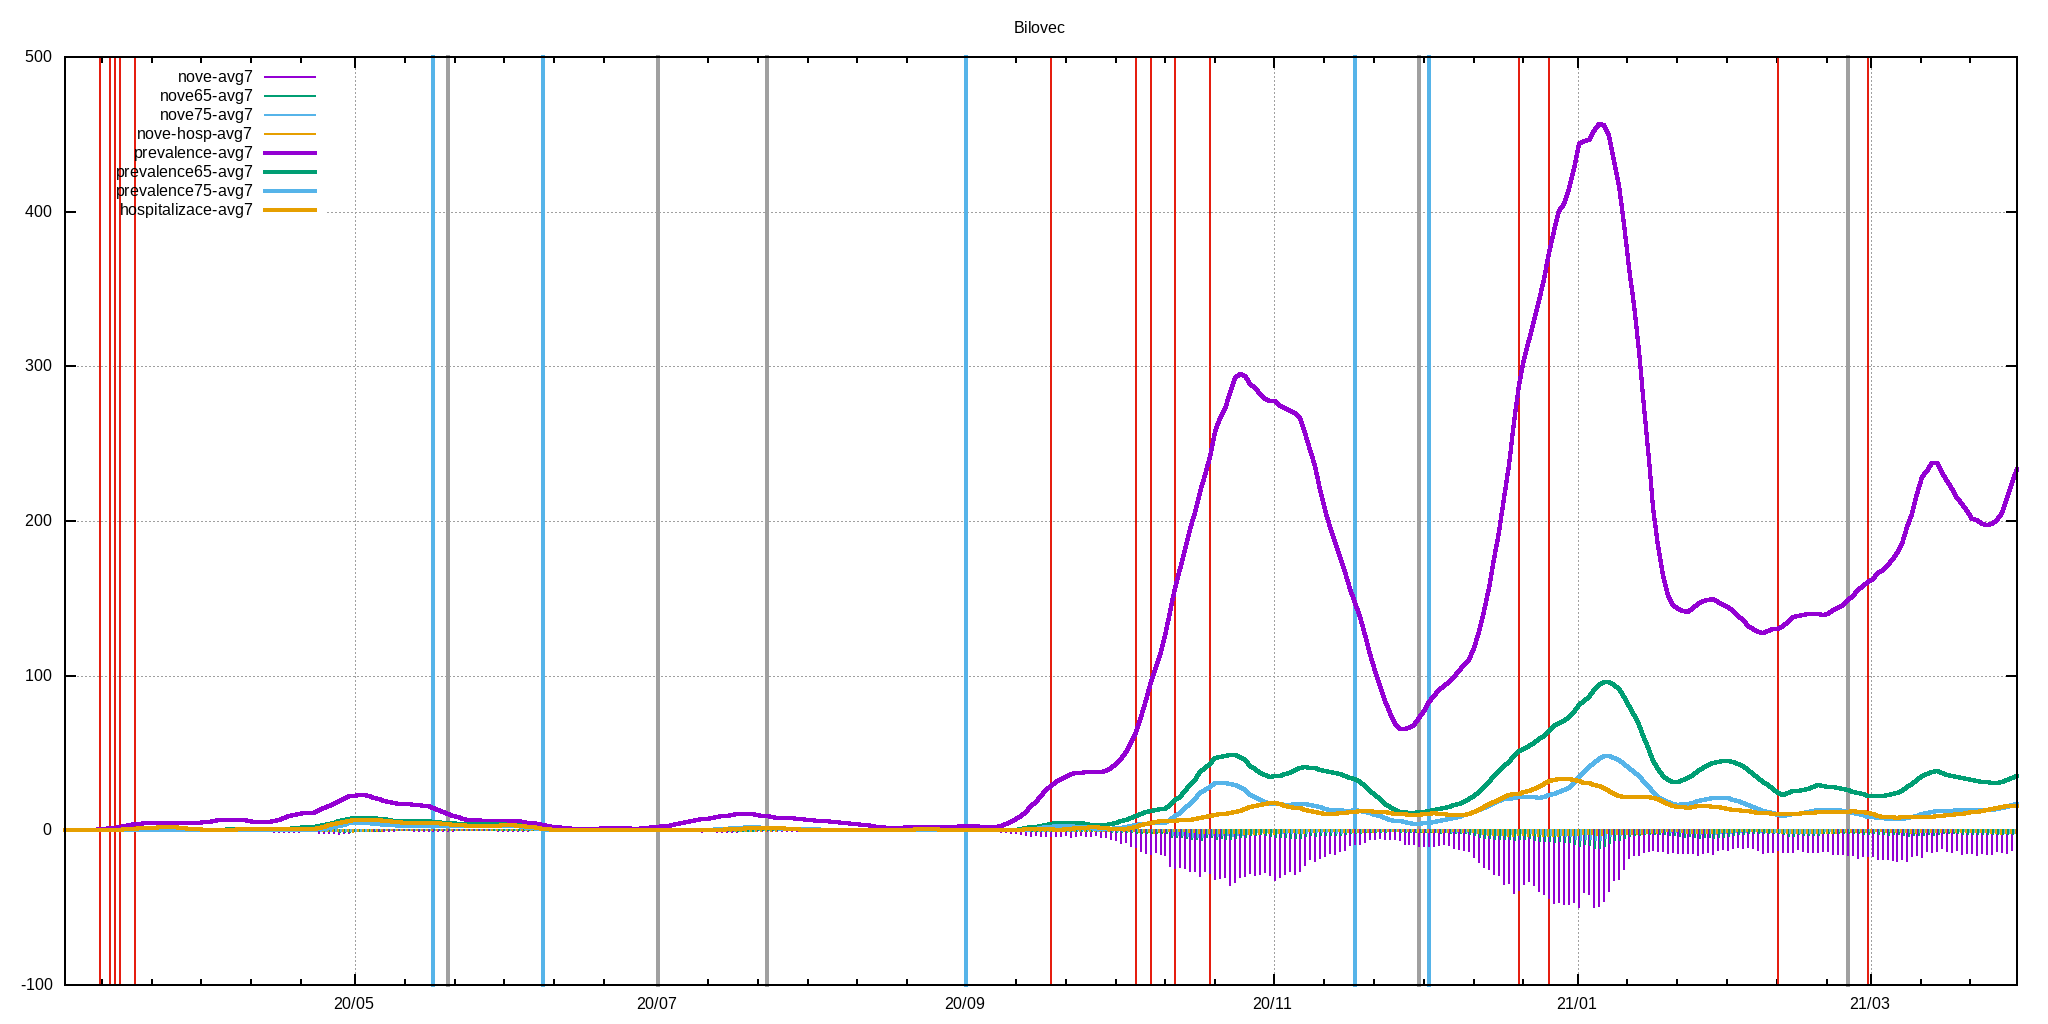 Bilovec
500
400
300
200
100
0
-100
nove-avg7
nove65-avg7
nove75-avg7
nove-hosp-avg7
prevalence-avg7
prevalence65-avg7
prevalence75-avg7
hospitalizace-avg7
20/05 20/07 20/09 20/11 21/01 21/03